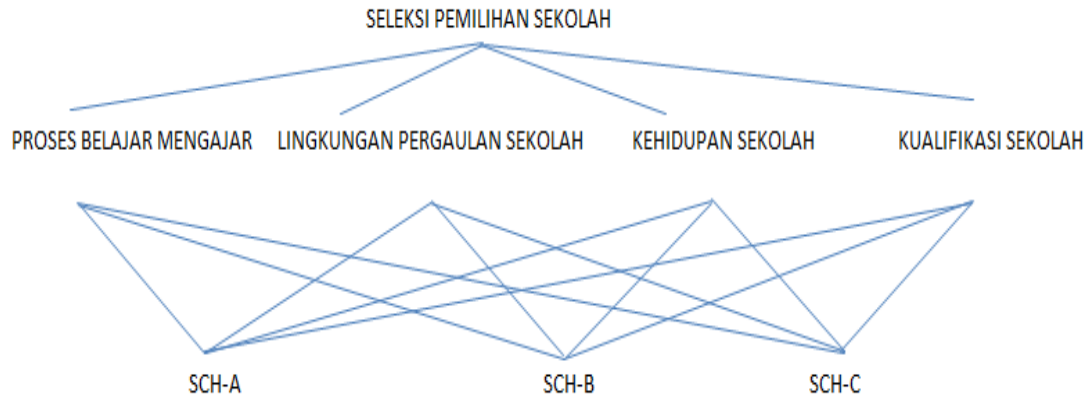 SELEKSI PEMILIHAN SEKOLAH
PROSES BELAJAR MENGAJAR
LINGKUNGAN PERGAULAN SEKOLAH
KEHIDUPAN SEKOLAH
KUALIFIKASI SEKOLAH
SCH-A
SCH-B
SCH-C